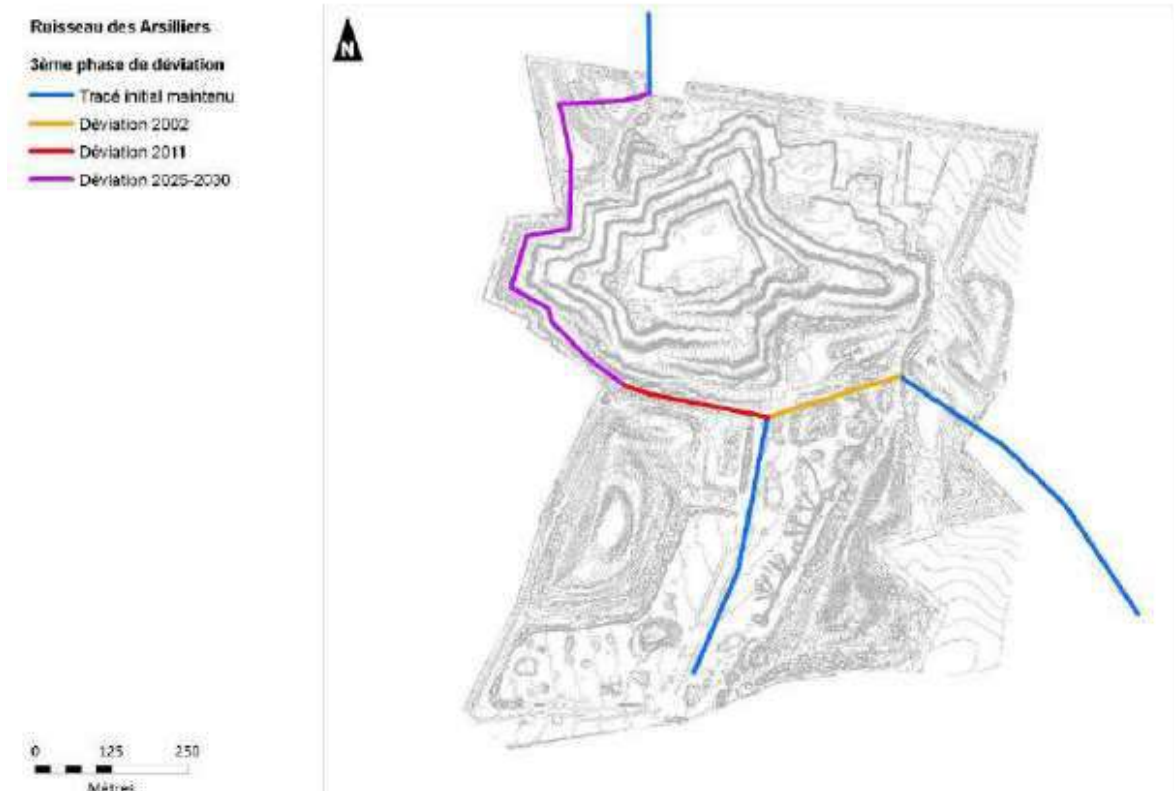 Ruisseau des Arsilliers
3ème phase de déviation
Tracé initial maintenu
Déviation 2002
Déviation 2011
Déviation 2025-2030
N
0 125 250
Mètres